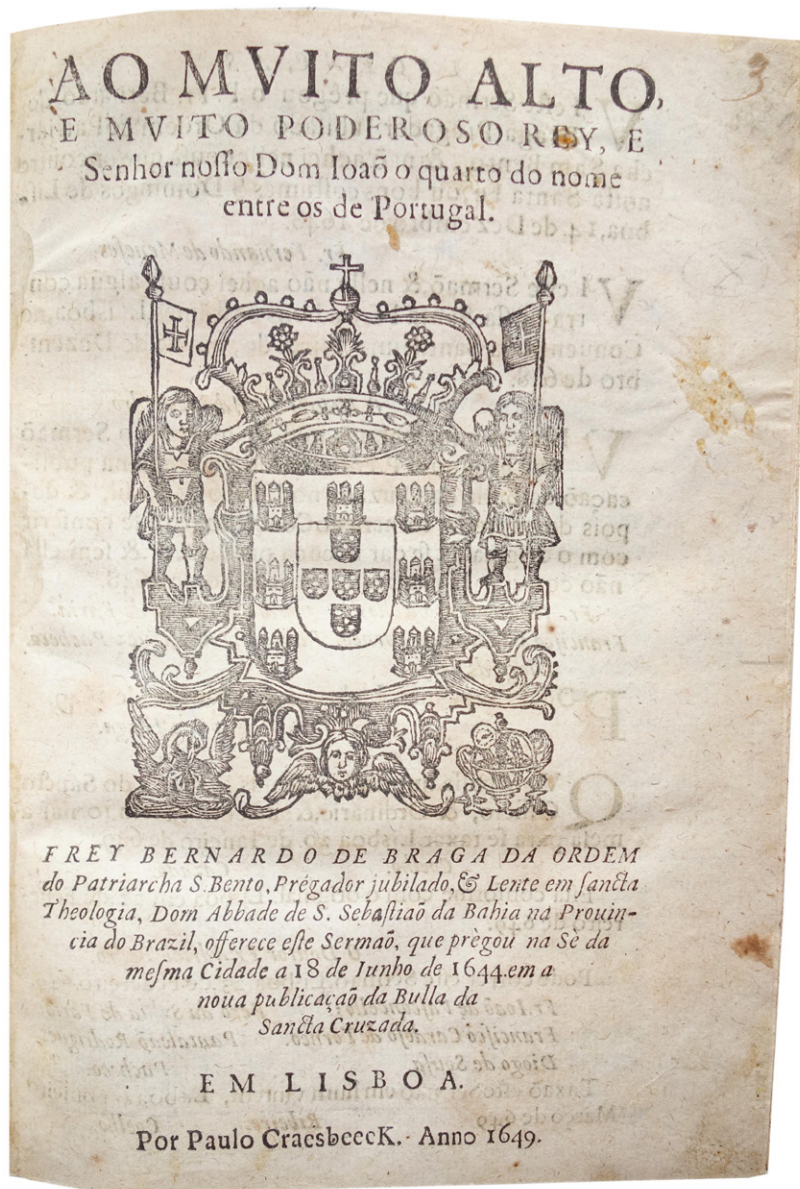 3
AO MVITO ALTO,
E MVITO PODEROSO REY, E
Senhor noſſo Dom Ioaõ o quarto do nome
entre os de Portugal.
FREY BERNARDO DE BRAGA DA ORDEM
do Patriarcha S. Bento, Prégador jubilado, & Lente em ſancta
Theologia, Dom Abbade de S. Sebaſtiaõ da Bahia na Prouin-
cia do Brazil, offerece eſte Sermaõ, que prègou na Sè da
meſma Cidade a 18 de Iunho de 1644. em a
noua publicaçaõ da Bulla da
Sancta Cruzada.
EM LISBOA.
Por Paulo CraesbeecK. Anno 1649.